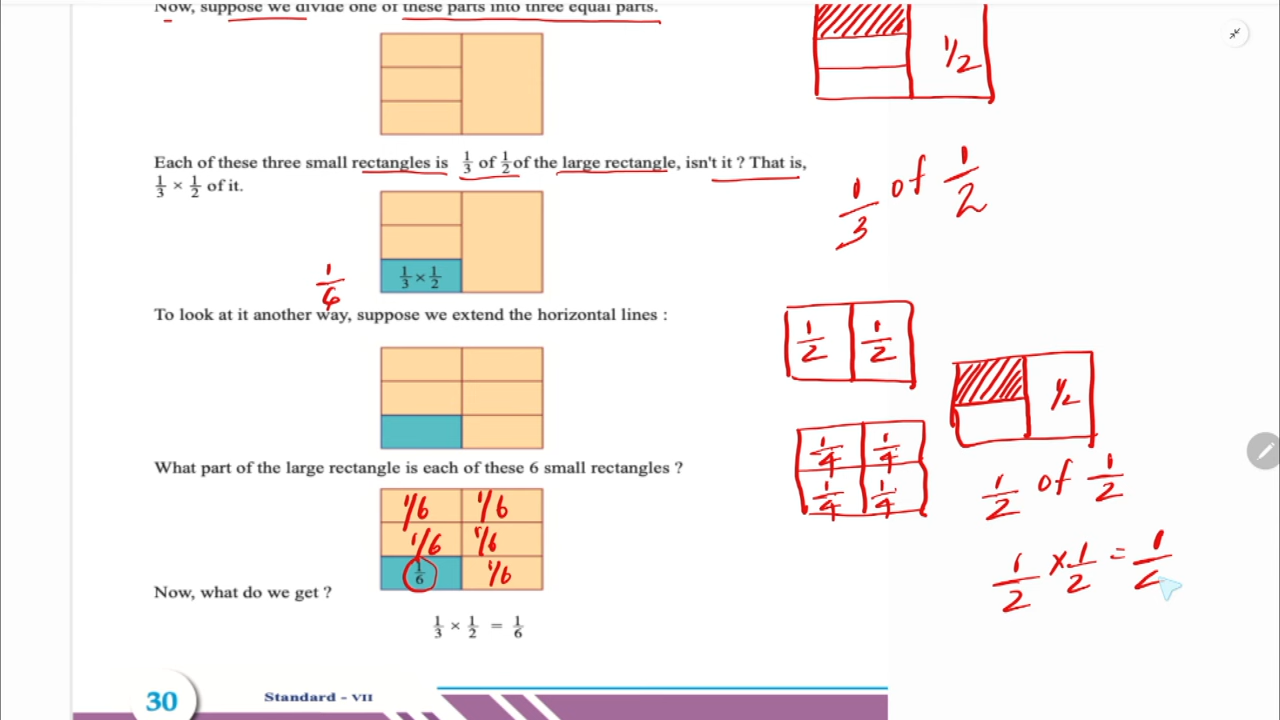 Now, suppose we divide one of these parts into three equal parts.
1/2
Each of these three small rectangles is 1/3 of 1/2 of the large rectangle, isn't it ? That is,
1/3 × 1/2 of it.
1/3 of 1/2
1/3 × 1/2
1/6
To look at it another way, suppose we extend the horizontal lines :
1/2 1/2
1/2
1/4 1/4
1/4 1/4
What part of the large rectangle is each of these 6 small rectangles ?
1/2 of 1/2
1/6 1/6
1/6 1/6
1/6 1/6
1/2 × 1/2 = 1
Now, what do we get ?
1/3 × 1/2 = 1/6
30 Standard - VII